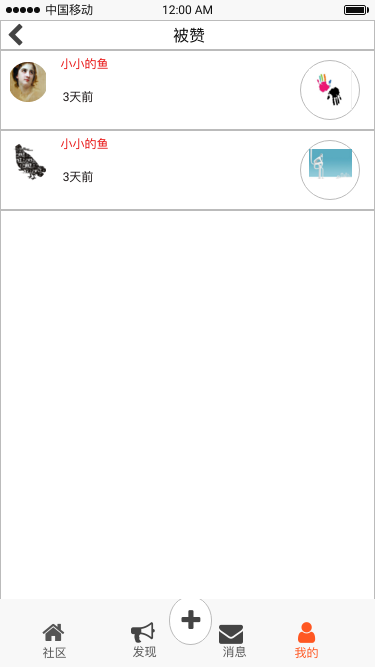 中国移动 12:00 AM
被赞
小小的鱼
3天前
小小的鱼
3天前
社区 发现 消息 我的